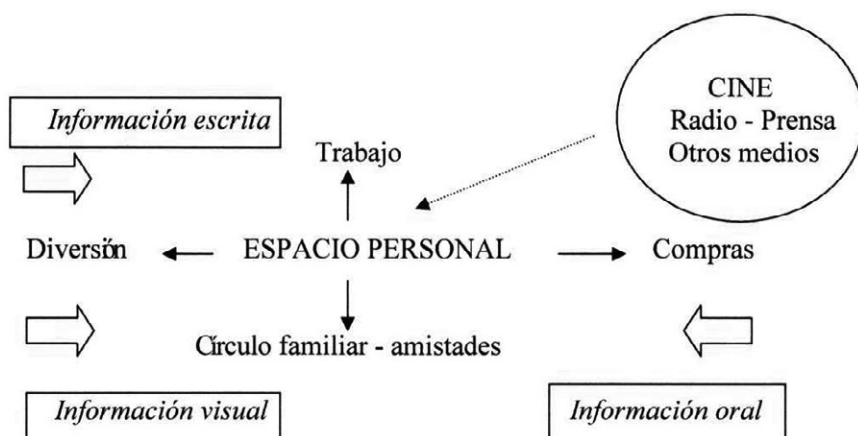 CINE
Radio - Prensa
Otros medios
Información escrita
Trabajo
Diversión
ESPACIO PERSONAL
Compras
Círculo familiar - amistades
Información visual
Información oral